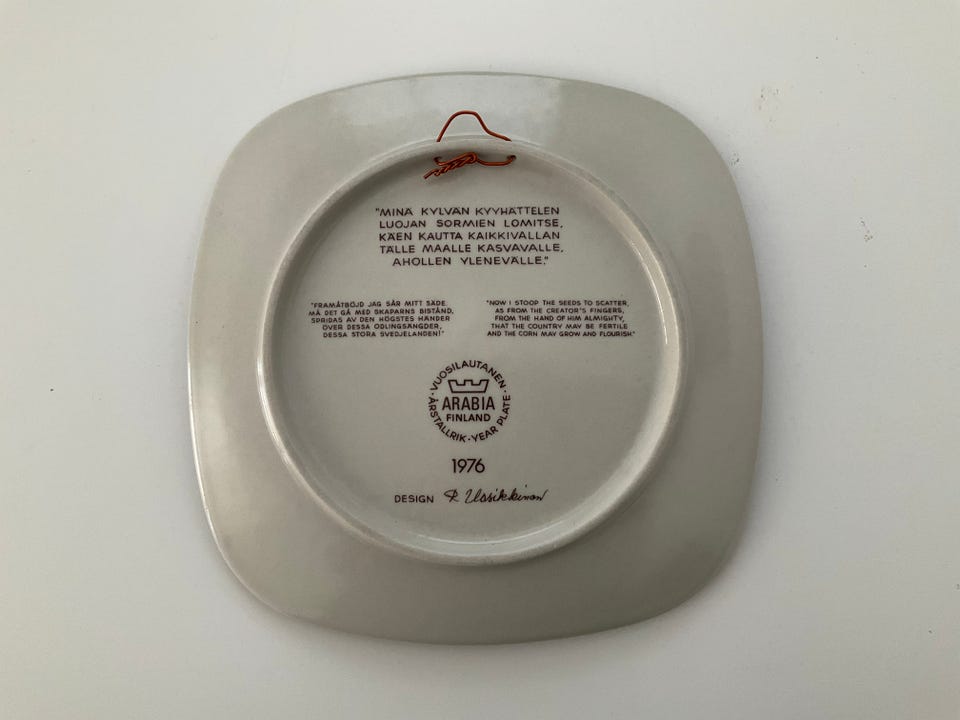 "MINÄ KYLVÄN KYYHÄTTELEN
LUOJAN SORMIEN LOMITSE,
KÄEN KAUTTA KAIKKIVALLAN
TÄLLE MAALLE KASVAVALLE,
AHOLLEN YLENEVÄLLE."
"FRAMÅTBÖJD JAG SÅR MITT SÄDE.
MÅ DET GÅ MED SKAPARNS BISTÅND,
SPRIDAS AV DEN HÖGSTES HÄNDER
ÖVER DESSA ODLINGSÄNGDER,
DESSA STORA SVEDJELANDEN!"
"NOW I STOOP THE SEEDS TO SCATTER,
AS FROM THE CREATOR'S FINGERS,
FROM THE HAND OF HIM ALMIGHTY,
THAT THE COUNTRY MAY BE FERTILE
AND THE CORN MAY GROW AND FLOURISH."
VUOSILAUTANEN·
ARABIA
FINLAND
ÅRSTALLRIK·YEAR PLATE·
1976
DESIGN R Uosikkinen